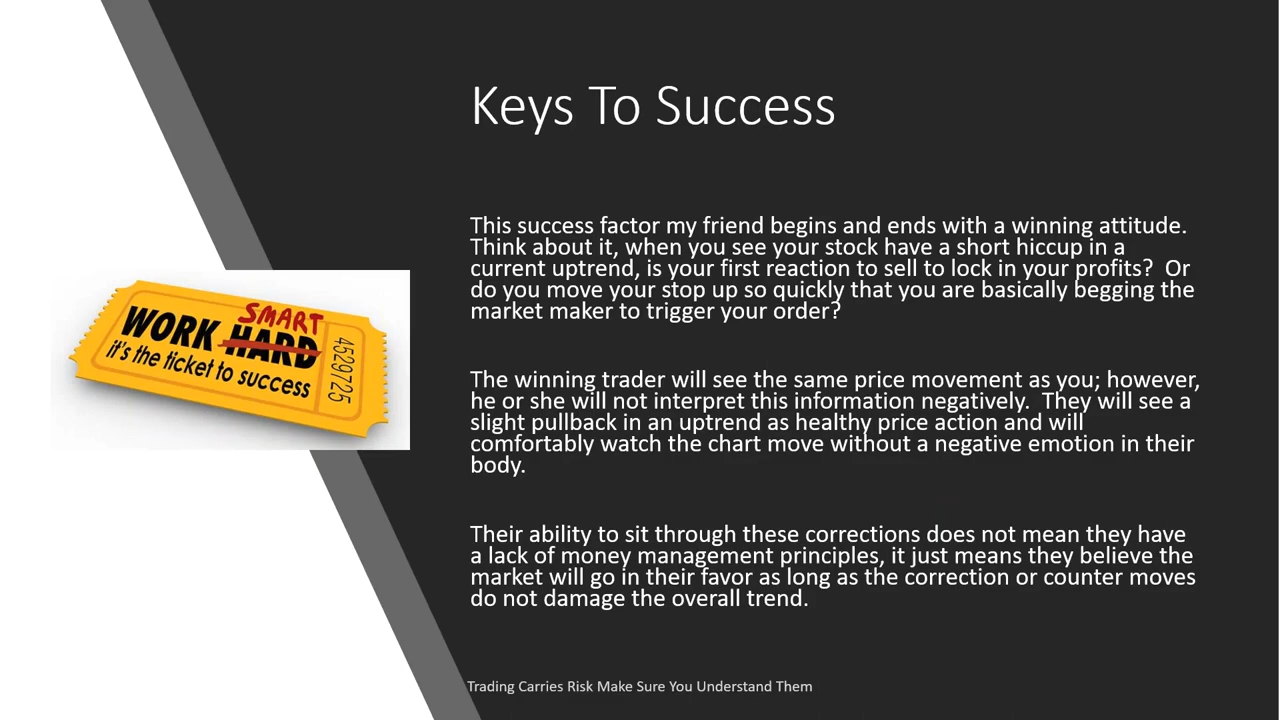 Keys To Success
This success factor my friend begins and ends with a winning attitude.
Think about it, when you see your stock have a short hiccup in a
current uptrend, is your first reaction to sell to lock in your profits?  Or
do you move your stop up so quickly that you are basically begging the
market maker to trigger your order?
The winning trader will see the same price movement as you; however,
he or she will not interpret this information negatively.  They will see a
slight pullback in an uptrend as healthy price action and will
comfortably watch the chart move without a negative emotion in their
body.
Their ability to sit through these corrections does not mean they have
a lack of money management principles, it just means they believe the
market will go in their favor as long as the correction or counter moves
do not damage the overall trend.
SMART
WORK HARD
it's the ticket to success
4529725
Trading Carries Risk Make Sure You Understand Them